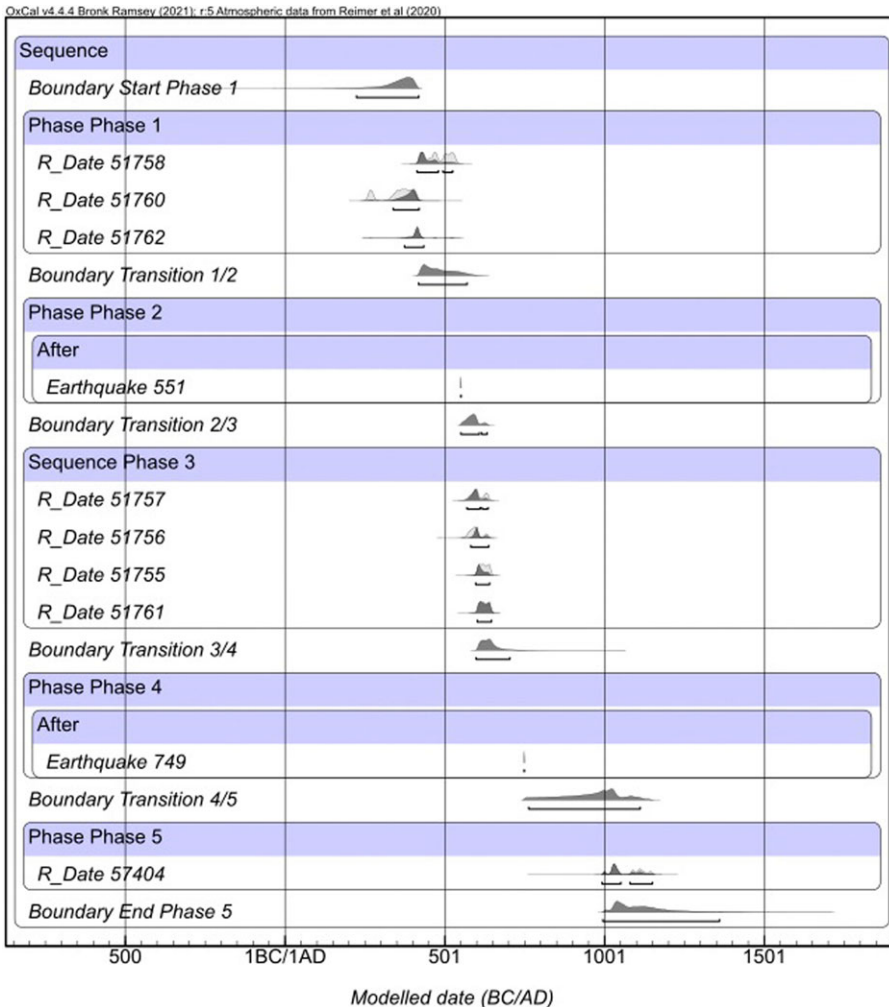 OxCal v4.4.4 Bronk Ramsey (2021); r:5 Atmospheric data from Reimer et al (2020)
Sequence
Boundary Start Phase 1
Phase Phase 1
R_Date 51758
R_Date 51760
R_Date 51762
Boundary Transition 1/2
Phase Phase 2
After
Earthquake 551
Boundary Transition 2/3
Sequence Phase 3
R_Date 51757
R_Date 51756
R_Date 51755
R_Date 51761
Boundary Transition 3/4
Phase Phase 4
After
Earthquake 749
Boundary Transition 4/5
Phase Phase 5
R_Date 57404
Boundary End Phase 5
500 1BC/1AD 501 1001 1501
Modelled date (BC/AD)